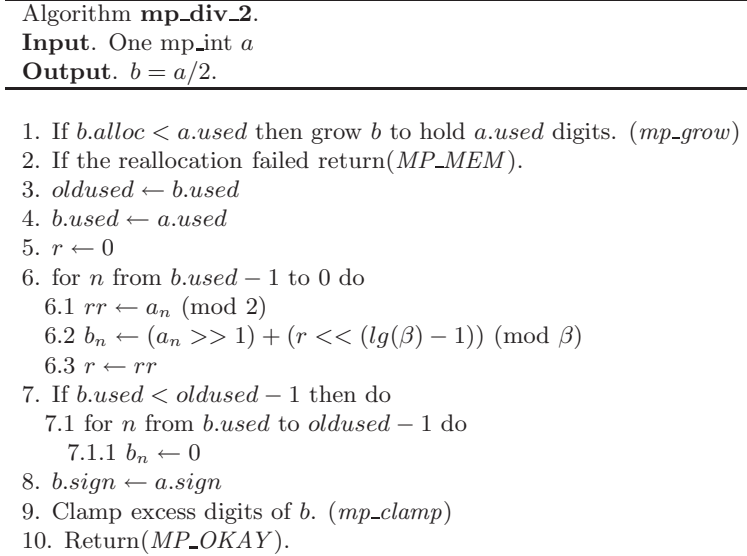 Algorithm mp_div_2.
Input. One mp_int a
Output. b = a/2.
1. If b.alloc < a.used then grow b to hold a.used digits. (mp_grow)
2. If the reallocation failed return(MP_MEM).
3. oldused ← b.used
4. b.used ← a.used
5. r ← 0
6. for n from b.used − 1 to 0 do
6.1 rr ← aₙ (mod 2)
6.2 bₙ ← (aₙ >> 1) + (r << (lg(β) − 1)) (mod β)
6.3 r ← rr
7. If b.used < oldused − 1 then do
7.1 for n from b.used to oldused − 1 do
7.1.1 bₙ ← 0
8. b.sign ← a.sign
9. Clamp excess digits of b. (mp_clamp)
10. Return(MP_OKAY).